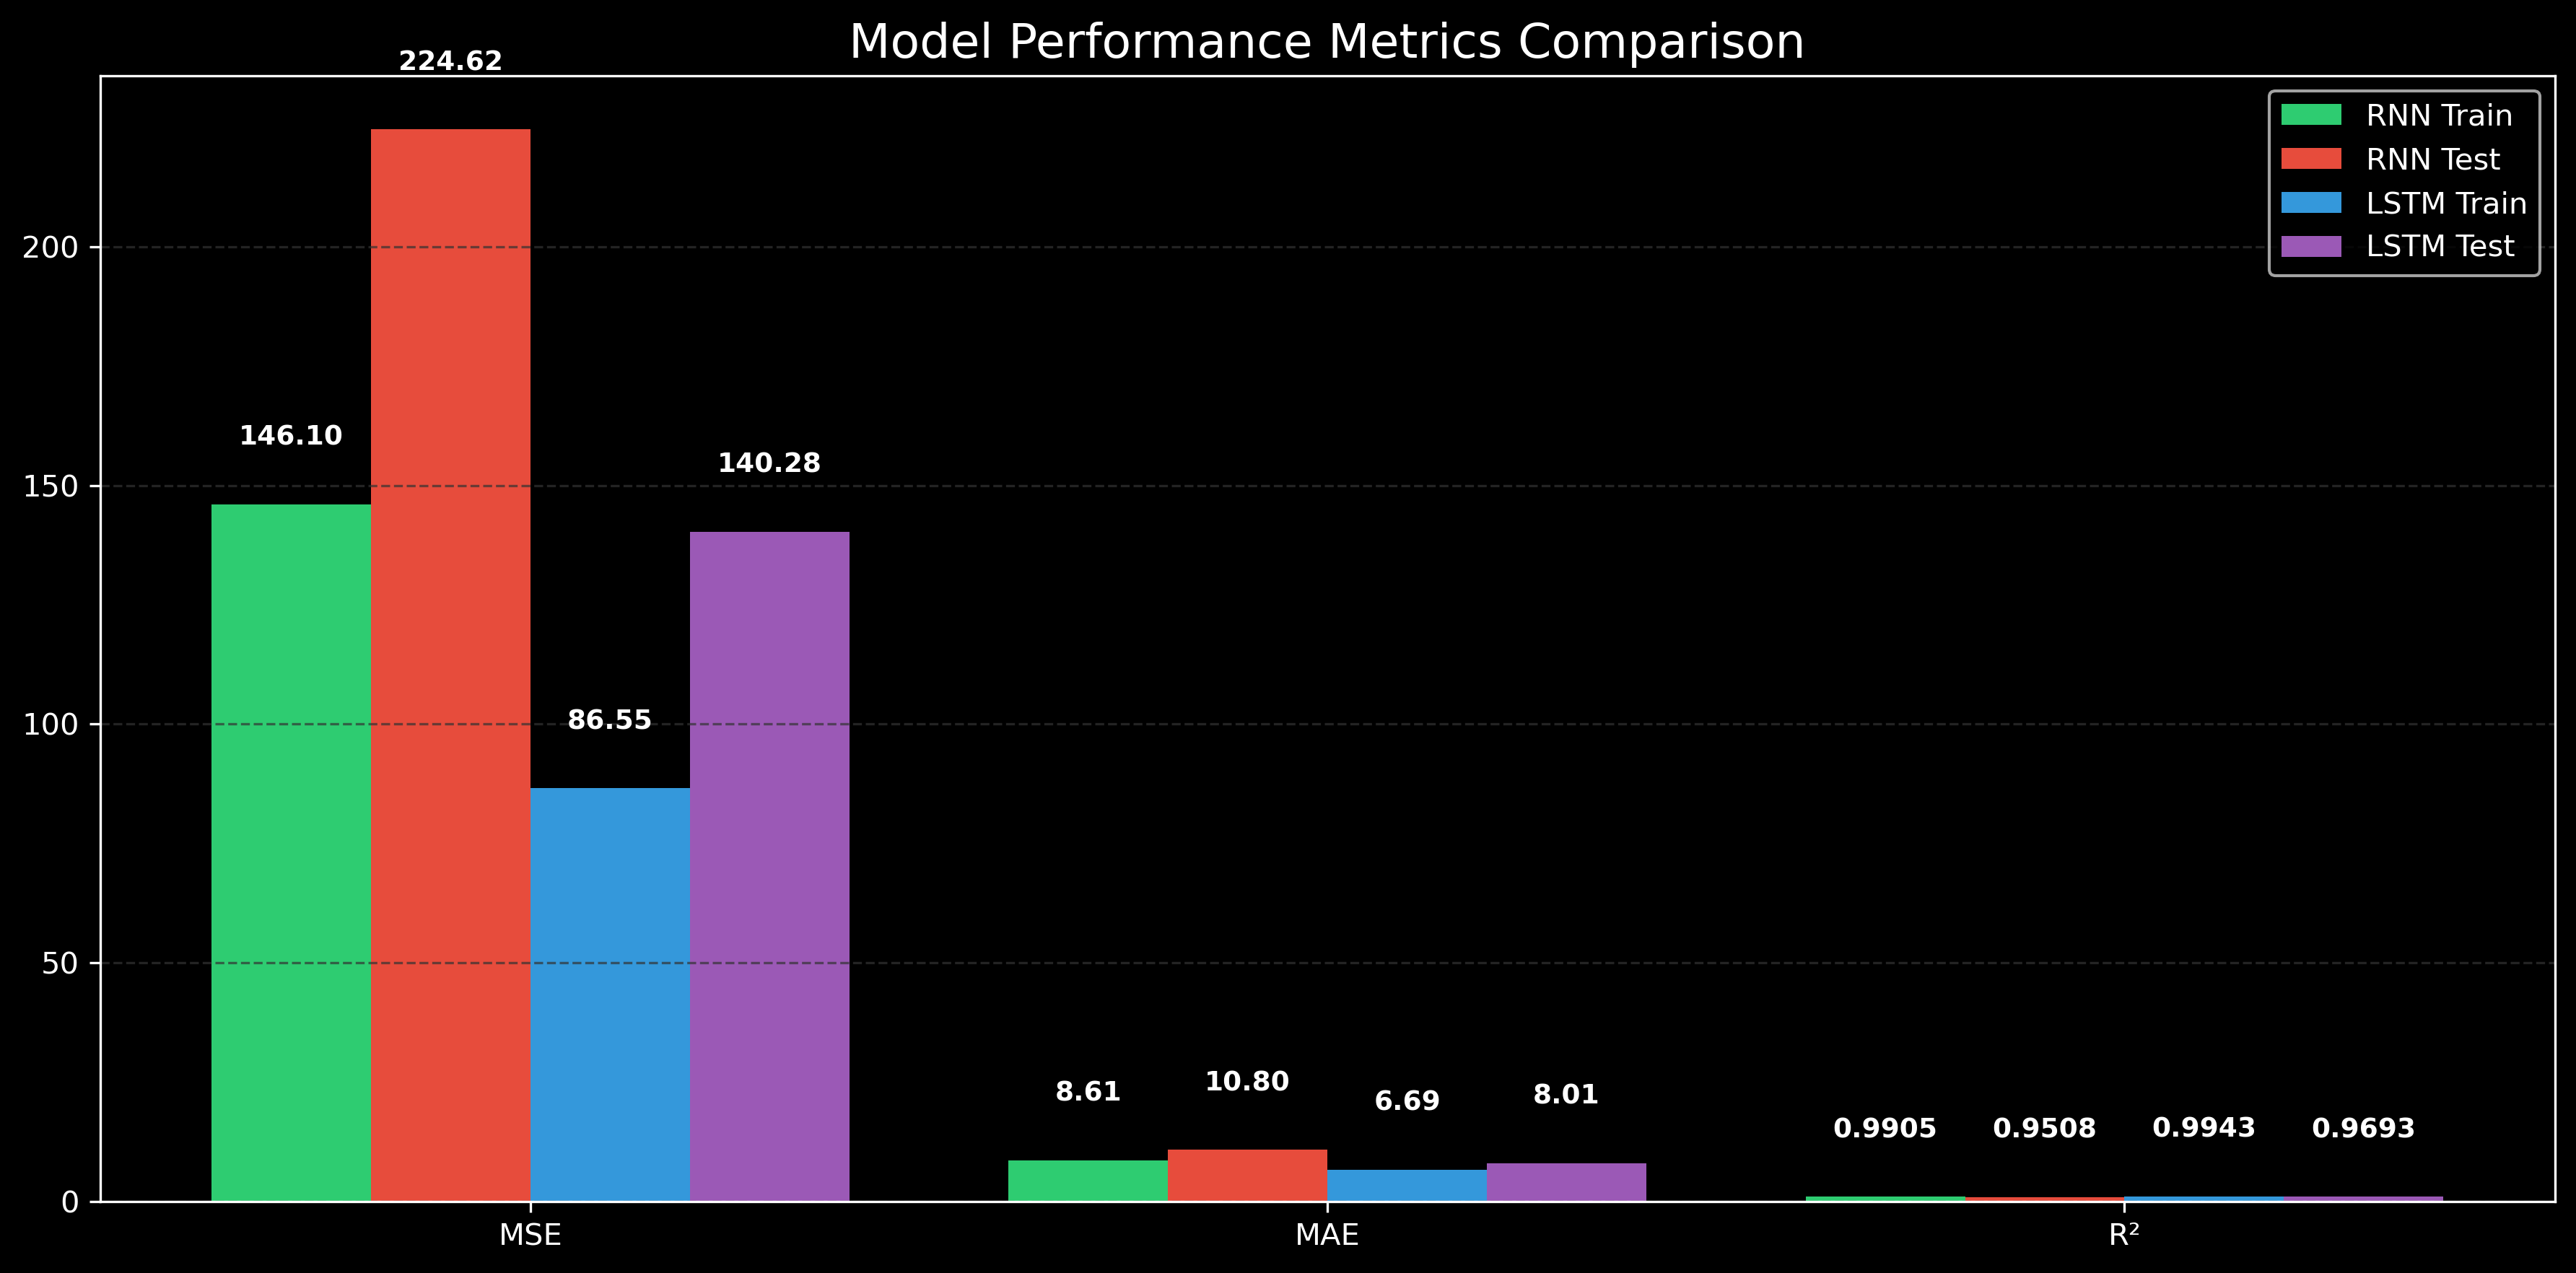 Model Performance Metrics Comparison
224.62
RNN Train
RNN Test
LSTM Train
LSTM Test
200
146.10
140.28
150
86.55
100
50
8.61
10.80
6.69
8.01
0.9905
0.9508
0.9943
0.9693
0
MSE
MAE
R²